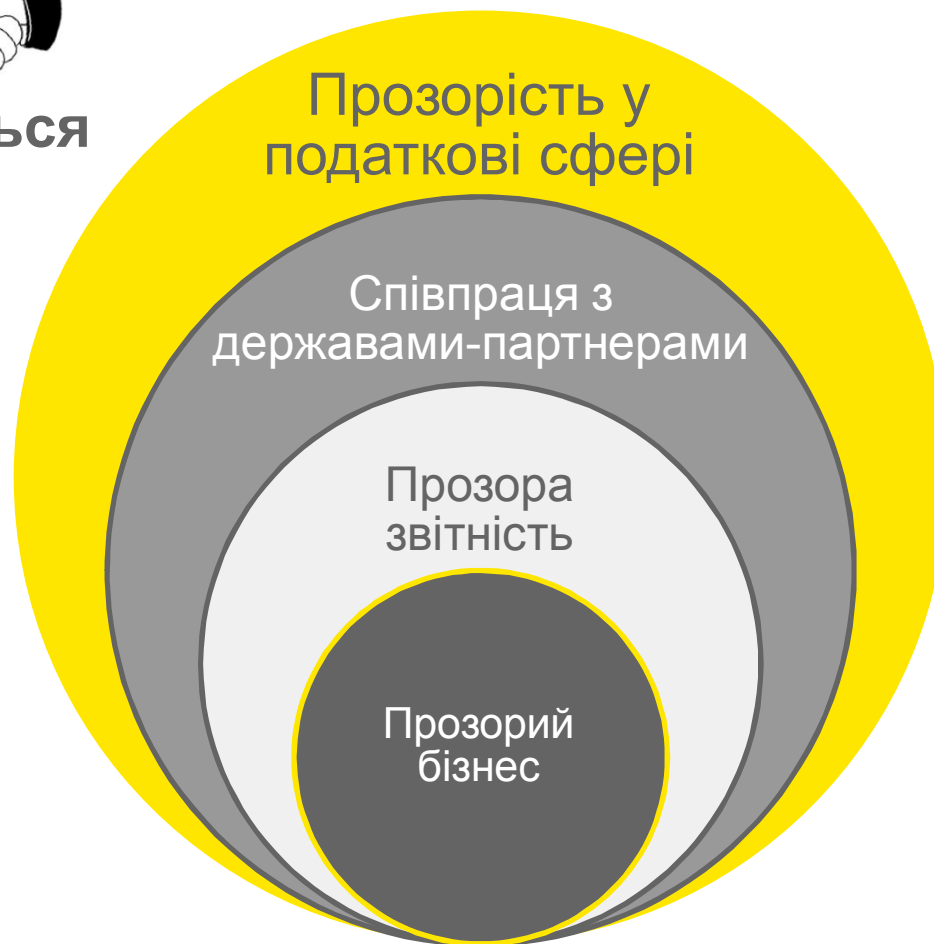 Прозорість у
податкові сфері
ься
Співпраця з
державами-партнерами
Прозора
звітність
Прозорий
бізнес